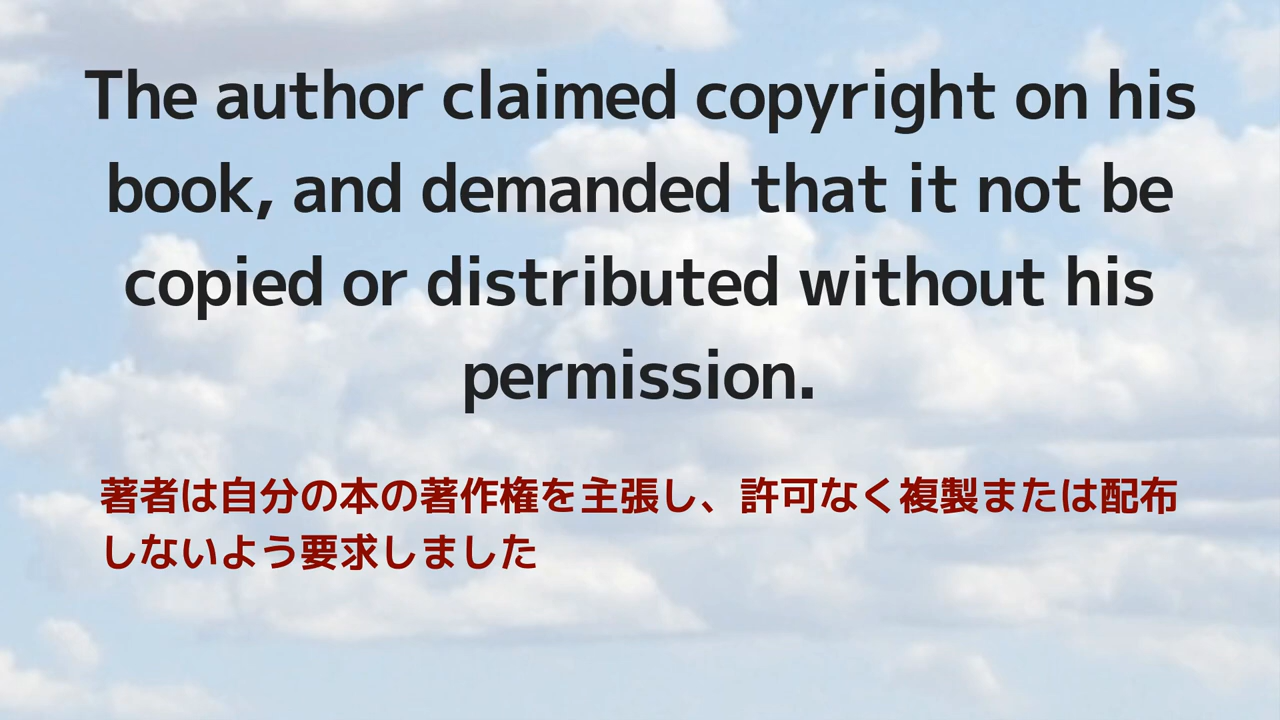 The author claimed copyright on his
book, and demanded that it not be
copied or distributed without his
permission.
著者は自分の本の著作権を主張し、許可なく複製または配布
しないよう要求しました